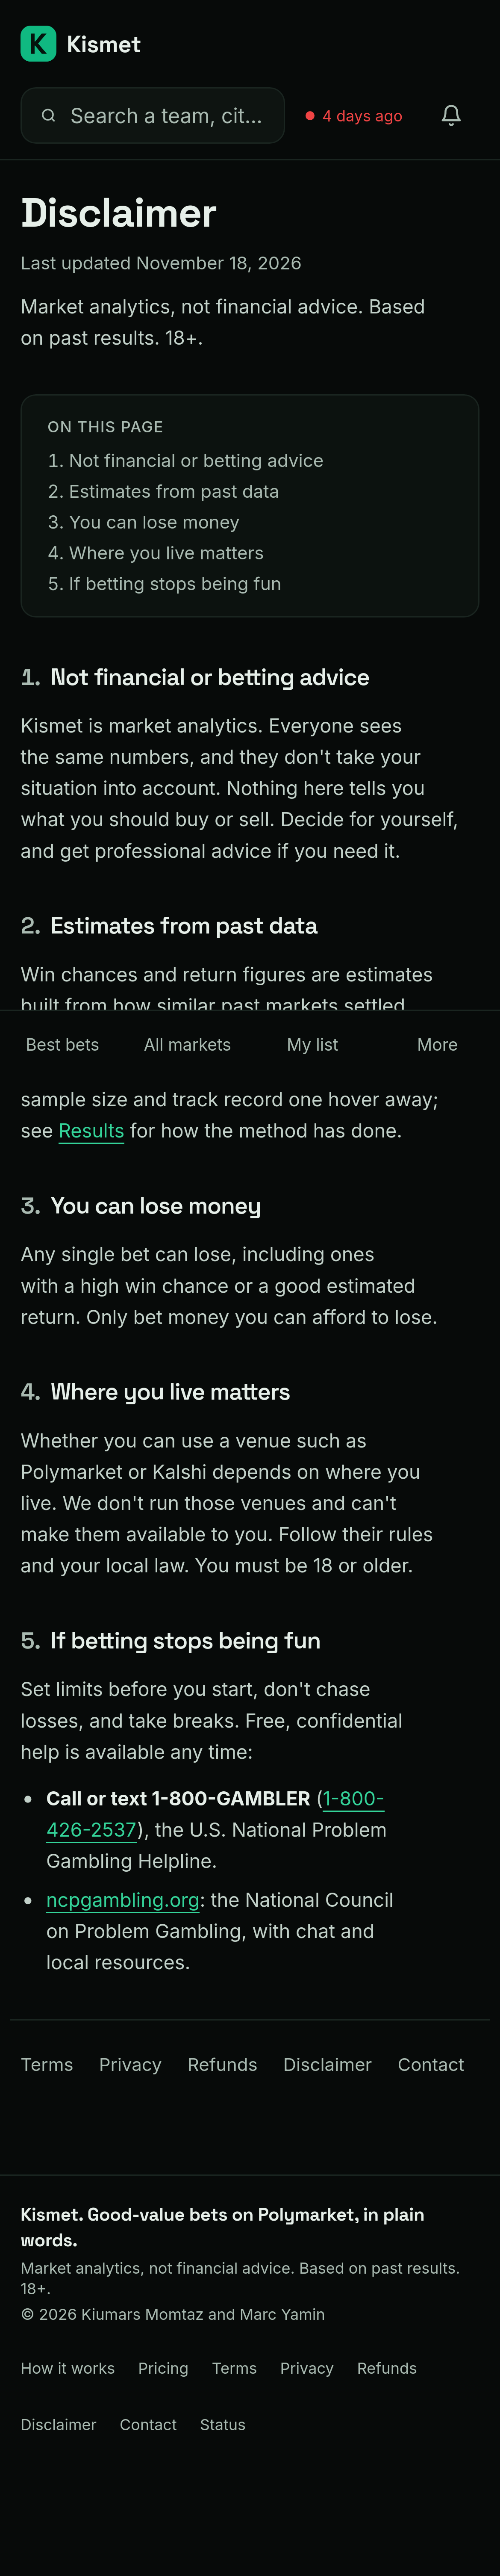 K Kismet
Search a team, cit...
4 days ago
Disclaimer
Last updated November 18, 2026
Market analytics, not financial advice. Based
on past results. 18+.
ON THIS PAGE
1. Not financial or betting advice
2. Estimates from past data
3. You can lose money
4. Where you live matters
5. If betting stops being fun
1. Not financial or betting advice
Kismet is market analytics. Everyone sees
the same numbers, and they don't take your
situation into account. Nothing here tells you
what you should buy or sell. Decide for yourself,
and get professional advice if you need it.
2. Estimates from past data
Win chances and return figures are estimates
built from how similar past markets settled
Best bets All markets My list More
sample size and track record one hover away;
see Results for how the method has done.
3. You can lose money
Any single bet can lose, including ones
with a high win chance or a good estimated
return. Only bet money you can afford to lose.
4. Where you live matters
Whether you can use a venue such as
Polymarket or Kalshi depends on where you
live. We don't run those venues and can't
make them available to you. Follow their rules
and your local law. You must be 18 or older.
5. If betting stops being fun
Set limits before you start, don't chase
losses, and take breaks. Free, confidential
help is available any time:
• Call or text 1-800-GAMBLER (1-800-
426-2537), the U.S. National Problem
Gambling Helpline.
• ncpgambling.org: the National Council
on Problem Gambling, with chat and
local resources.
Terms Privacy Refunds Disclaimer Contact
Kismet. Good-value bets on Polymarket, in plain
words.
Market analytics, not financial advice. Based on past results.
18+.
© 2026 Kiumars Momtaz and Marc Yamin
How it works Pricing Terms Privacy Refunds
Disclaimer Contact Status